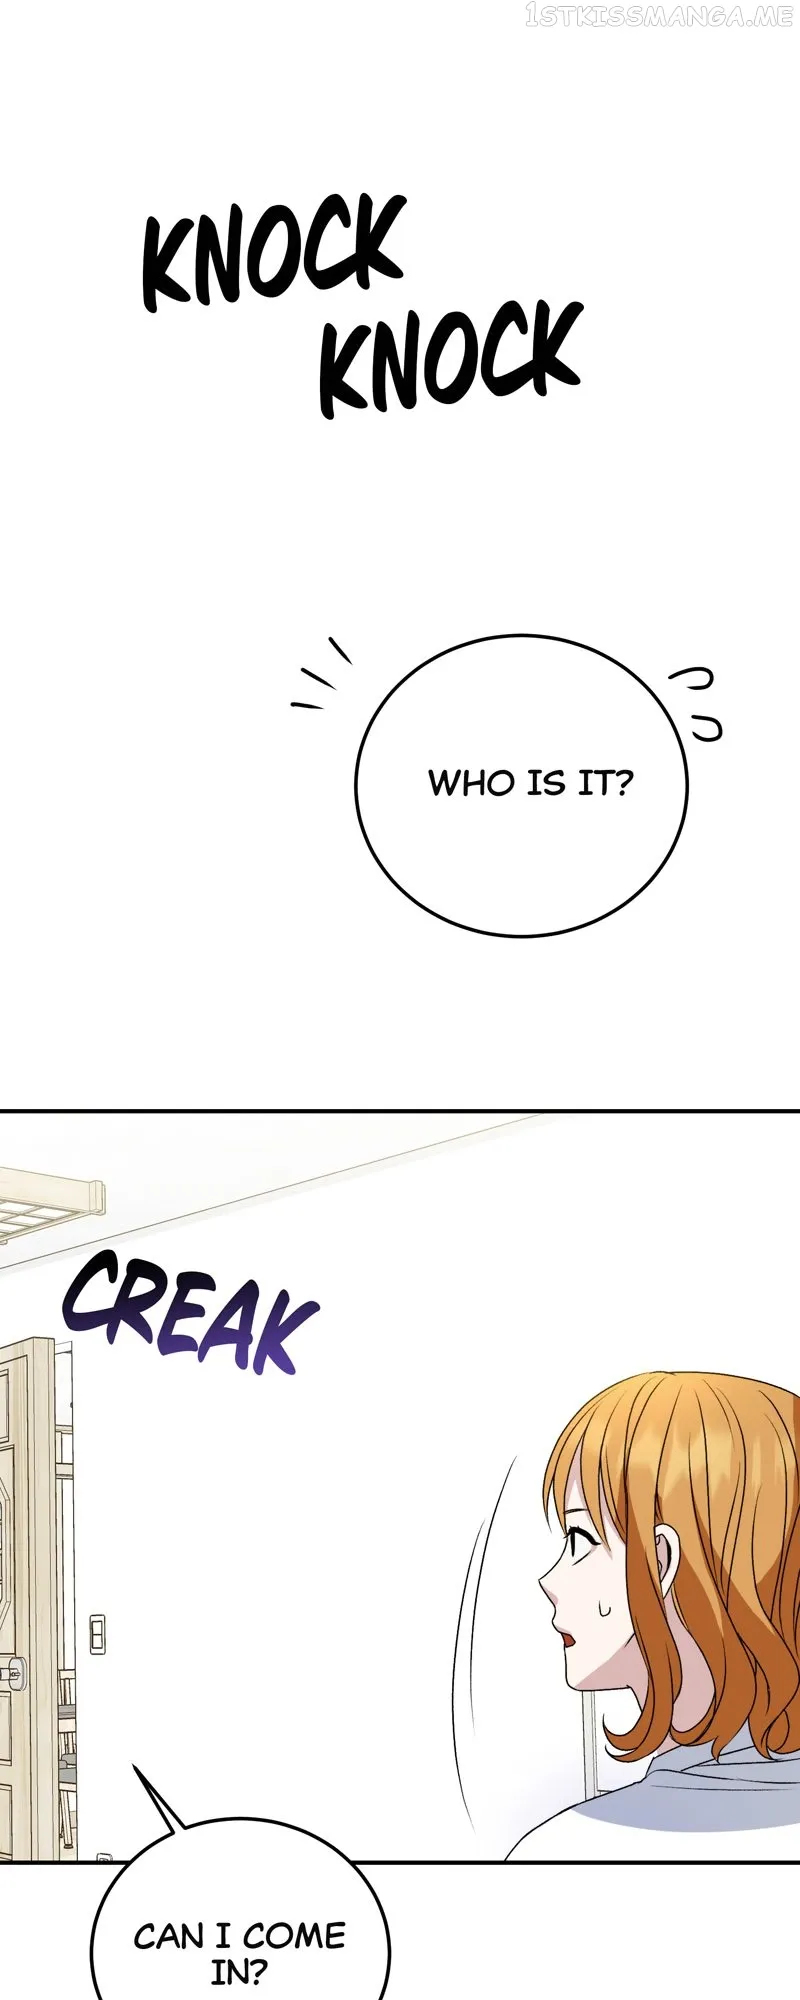 1STKISSMANGA.ME
KNOCK
KNOCK
WHO IS IT?
CREAK
CAN I COME
IN?